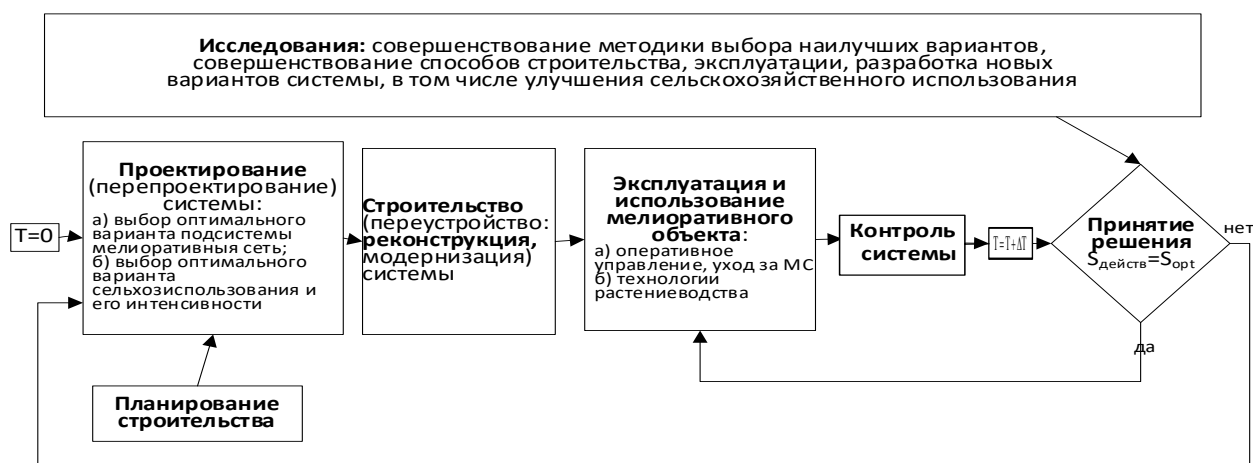 Исследования: совершенствование методики выбора наилучших вариантов,
совершенствование способов строительства, эксплуатации, разработка новых
вариантов системы, в том числе улучшения сельскохозяйственного использования
T=0
Проектирование
(перепроектирование)
системы:
а) выбор оптимального
варианта подсистемы
мелиоративныя сеть;
б) выбор оптимального
варианта
сельхозиспользования и
его интенсивности
Строительство
(переустройство:
реконструкция,
модернизация)
системы
Эксплуатация и
использование
мелиоративного
объекта:
а) оперативное
управление, уход за МС
б) технологии
растениеводства
Контроль
системы
T=T+ΔT
Принятие
решения
Sдейств=Sopt
нет
да
Планирование
строительства